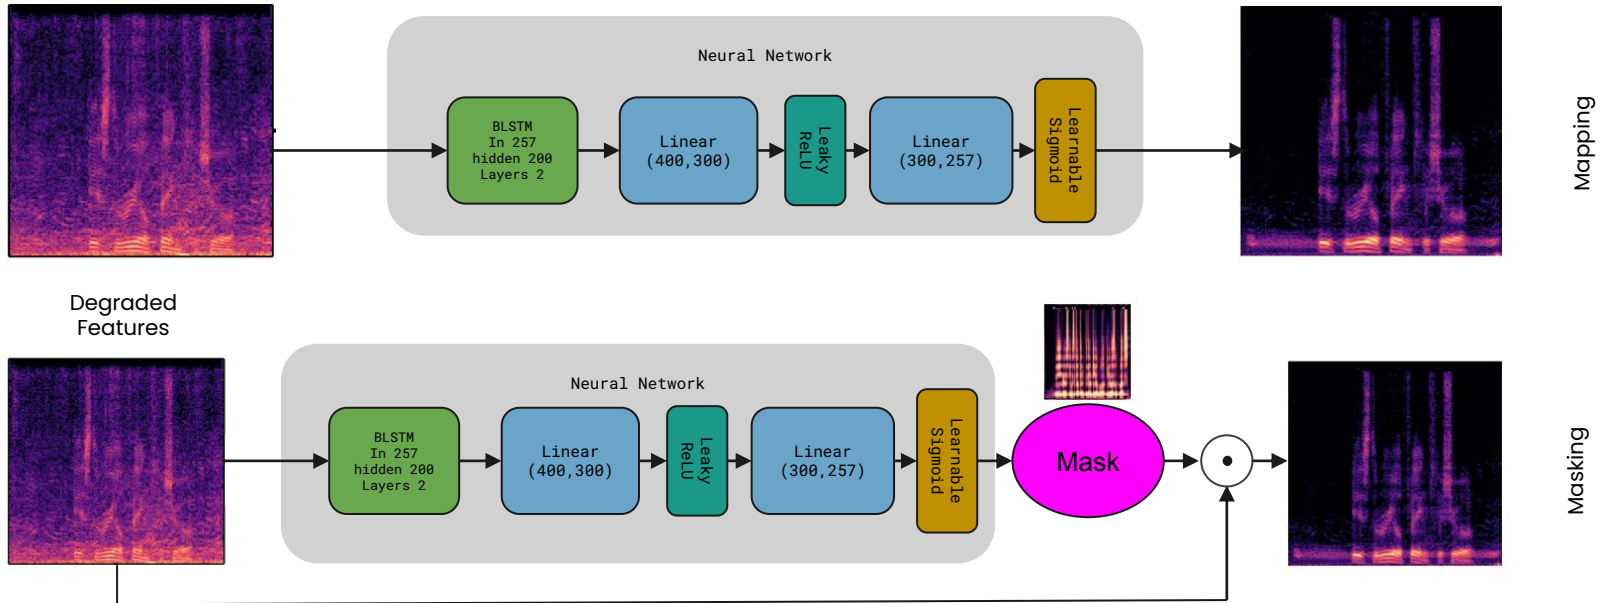 Neural Network
BLSTM
In 257
hidden 200
Layers 2
Linear
(400,300)
Leaky
ReLU
Linear
(300,257)
Learnable
Sigmoid
Mapping
Degraded
Features
Neural Network
BLSTM
In 257
hidden 200
Layers 2
Linear
(400,300)
Leaky
ReLU
Linear
(300,257)
Learnable
Sigmoid
Mask
Masking